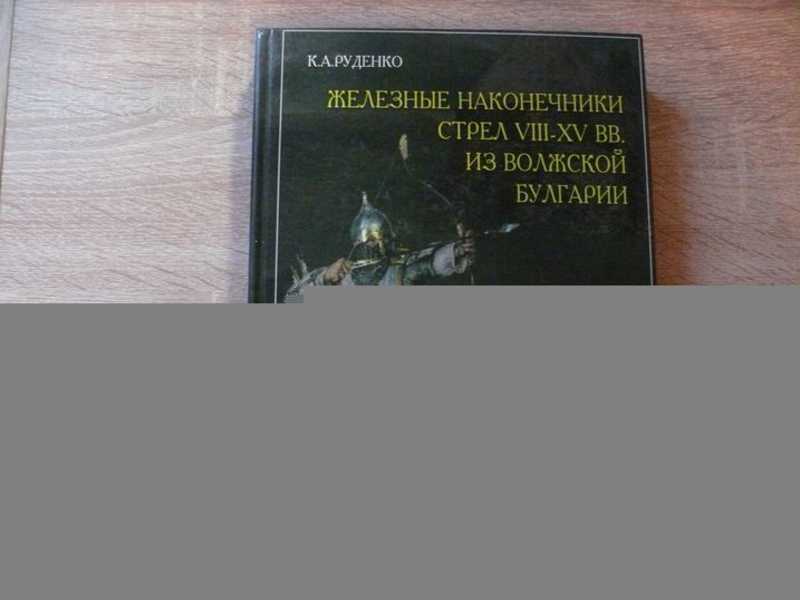 К.А.РУДЕНКО
ЖЕЛЕЗНЫЕ НАКОНЕЧНИКИ
СТРЕЛ VIII-XV ВВ.
ИЗ ВОЛЖСКОЙ
БУЛГАРИИ